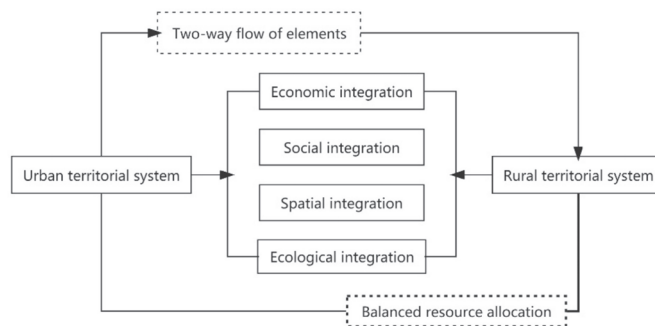 Two-way flow of elements
Economic integration
Social integration
Urban territorial system
Rural territorial system
Spatial integration
Ecological integration
Balanced resource allocation